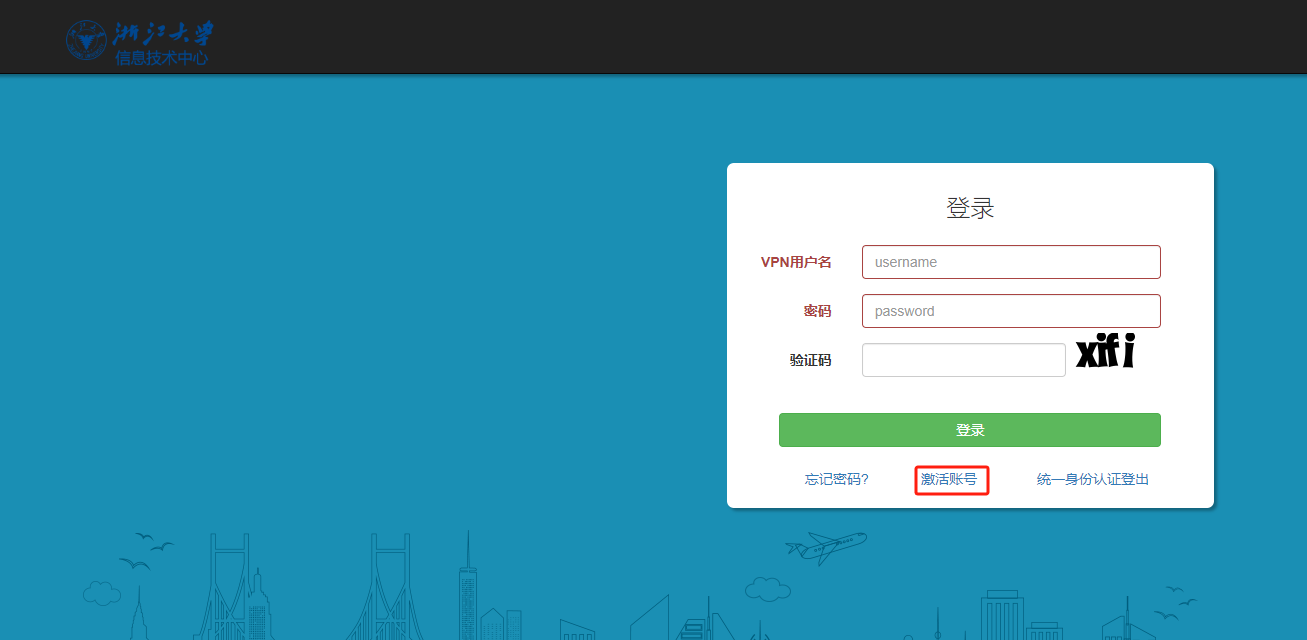 浙江大学
信息技术中心
登录
VPN用户名 username
密码 password
验证码 xifi
登录
忘记密码? 激活账号 统一身份认证登出